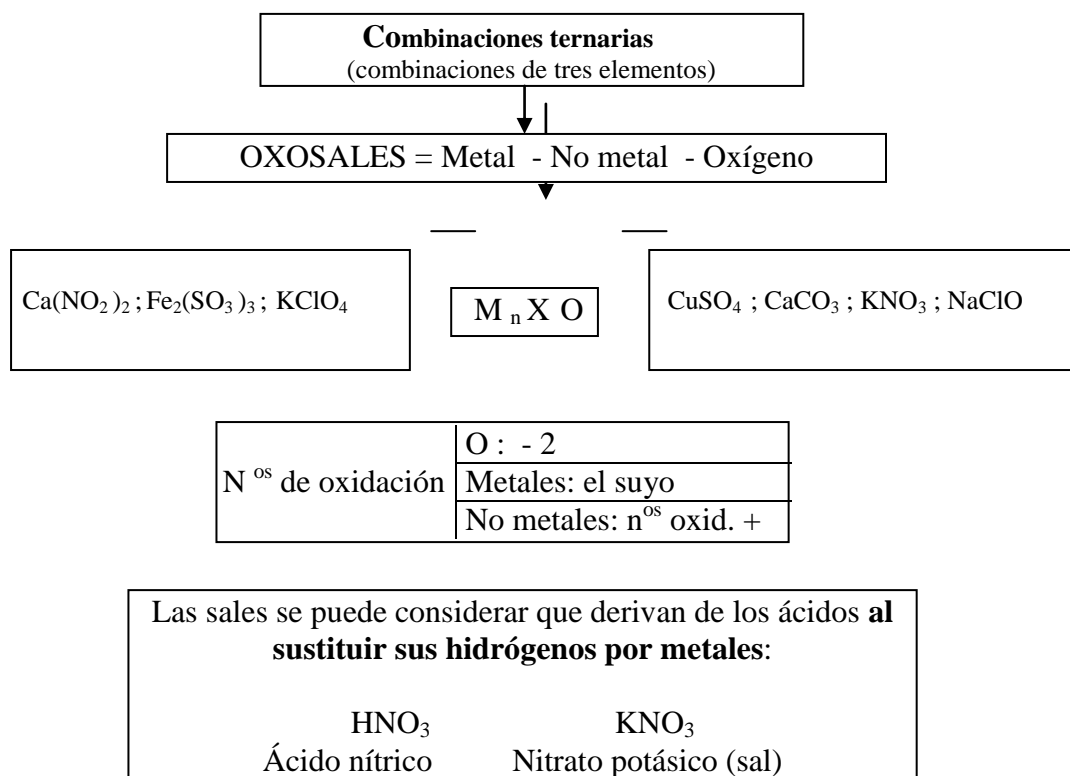 Combinaciones ternarias
(combinaciones de tres elementos)
OXOSALES = Metal - No metal - Oxígeno
Ca(NO₂)₂ ; Fe₂(SO₃)₃ ; KClO₄
M ₙ X O
CuSO₄ ; CaCO₃ ; KNO₃ ; NaClO
N ᵒˢ de oxidación
O : - 2
Metales: el suyo
No metales: nᵒˢ oxid. +
Las sales se puede considerar que derivan de los ácidos al
sustituir sus hidrógenos por metales:
HNO₃ KNO₃
Ácido nítrico Nitrato potásico (sal)